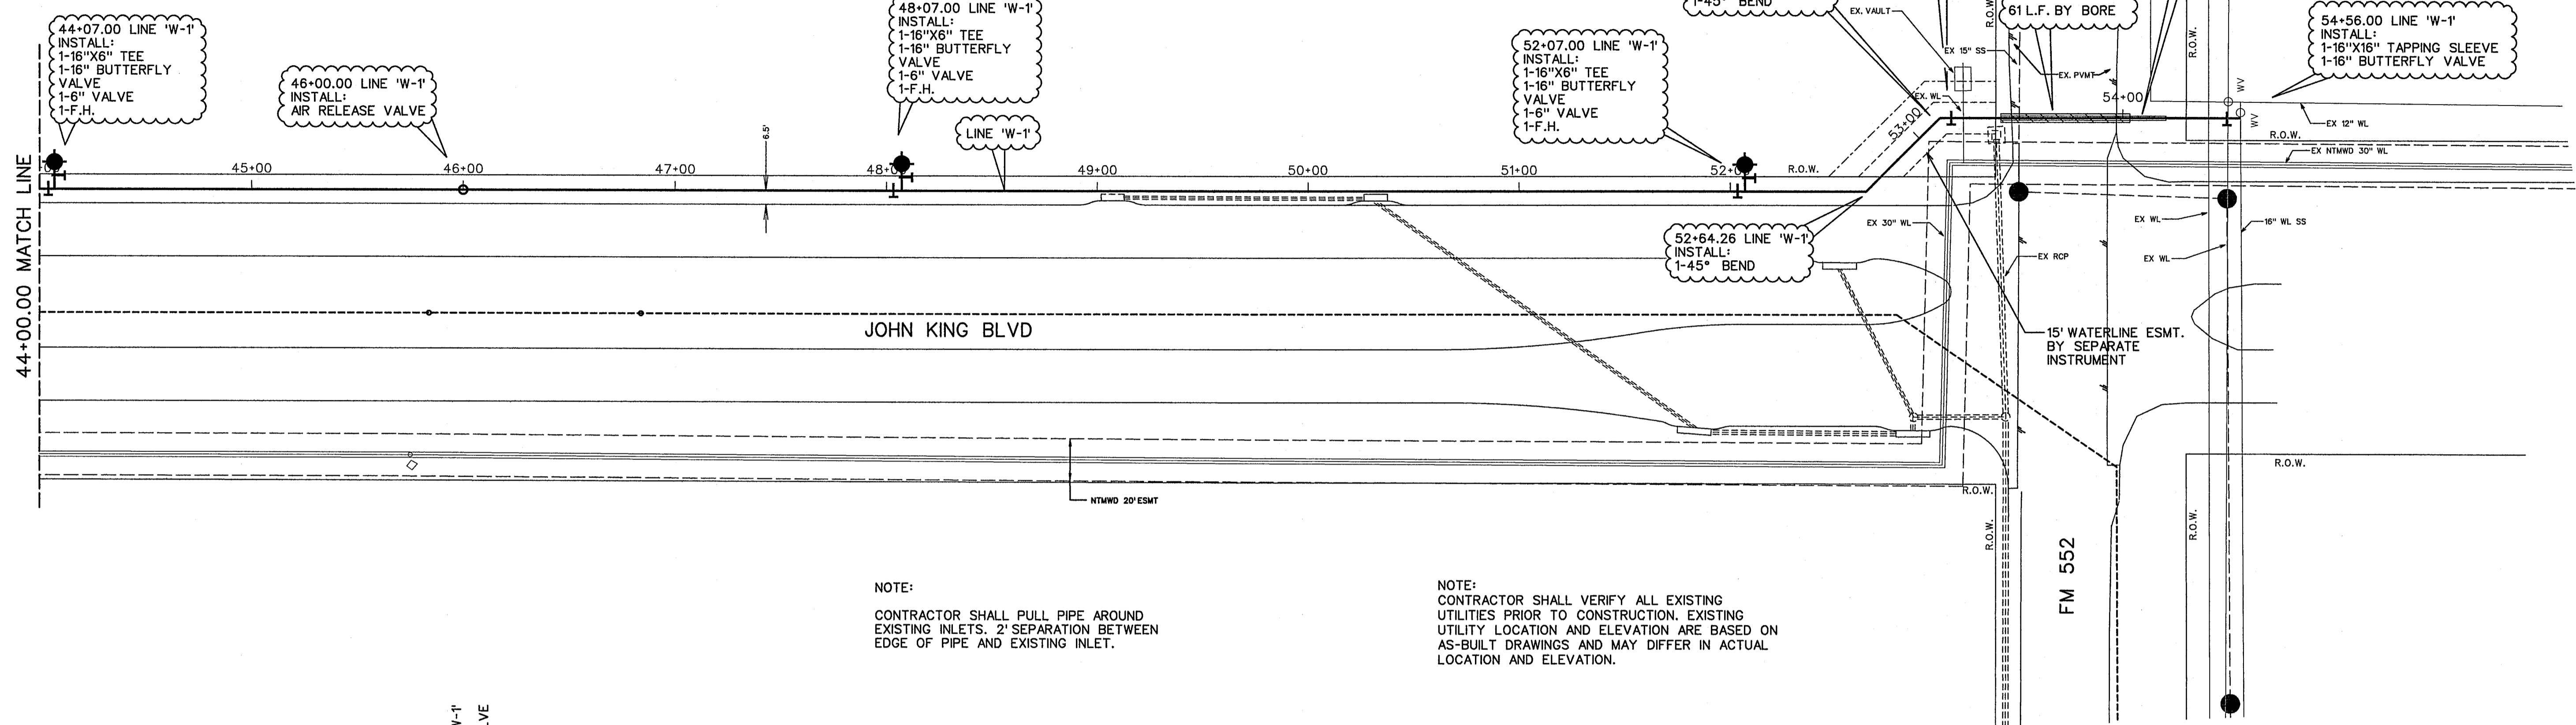 44+07.00 LINE 'W-1'
INSTALL:
1-16"X6" TEE
1-16" BUTTERFLY
VALVE
1-6" VALVE
1-F.H.
46+00.00 LINE 'W-1'
INSTALL:
AIR RELEASE VALVE
48+07.00 LINE 'W-1'
INSTALL:
1-16"X6" TEE
1-16" BUTTERFLY
VALVE
1-6" VALVE
1-F.H.
LINE 'W-1'
52+07.00 LINE 'W-1'
INSTALL:
1-16"X6" TEE
1-16" BUTTERFLY
VALVE
1-6" VALVE
1-F.H.
1-45° BEND
EX. VAULT
R.O.W.
61 L.F. BY BORE
R.O.W.
54+56.00 LINE 'W-1'
INSTALL:
1-16"X16" TAPPING SLEEVE
1-16" BUTTERFLY VALVE
EX 15" SS
EX. PVMT
EX. WL
54+00
WV
WV
EX 12" WL
R.O.W.
EX NTMWD 30" WL
53+00
6.5'
45+00
46+00
47+00
48+00
49+00
50+00
51+00
52+00
R.O.W.
44+00.00 MATCH LINE
52+64.26 LINE 'W-1'
INSTALL:
1-45° BEND
EX 30" WL
EX RCP
EX WL
16" WL SS
EX WL
JOHN KING BLVD
15' WATERLINE ESMT.
BY SEPARATE
INSTRUMENT
NTMWD 20' ESMT
R.O.W.
R.O.W.
R.O.W.
R.O.W.
FM 552
NOTE:
CONTRACTOR SHALL PULL PIPE AROUND
EXISTING INLETS. 2' SEPARATION BETWEEN
EDGE OF PIPE AND EXISTING INLET.
NOTE:
CONTRACTOR SHALL VERIFY ALL EXISTING
UTILITIES PRIOR TO CONSTRUCTION. EXISTING
UTILITY LOCATION AND ELEVATION ARE BASED ON
AS-BUILT DRAWINGS AND MAY DIFFER IN ACTUAL
LOCATION AND ELEVATION.